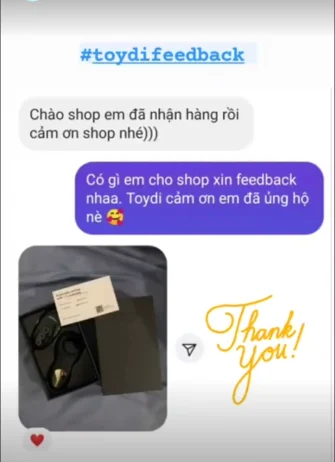 #toydifeedback
Chào shop em đã nhận hàng rồi
cảm ơn shop nhé)))
Có gì em cho shop xin feedback
nhaa. Toydi cảm ơn em đã ủng hộ
nè 🥰
Thank
you!